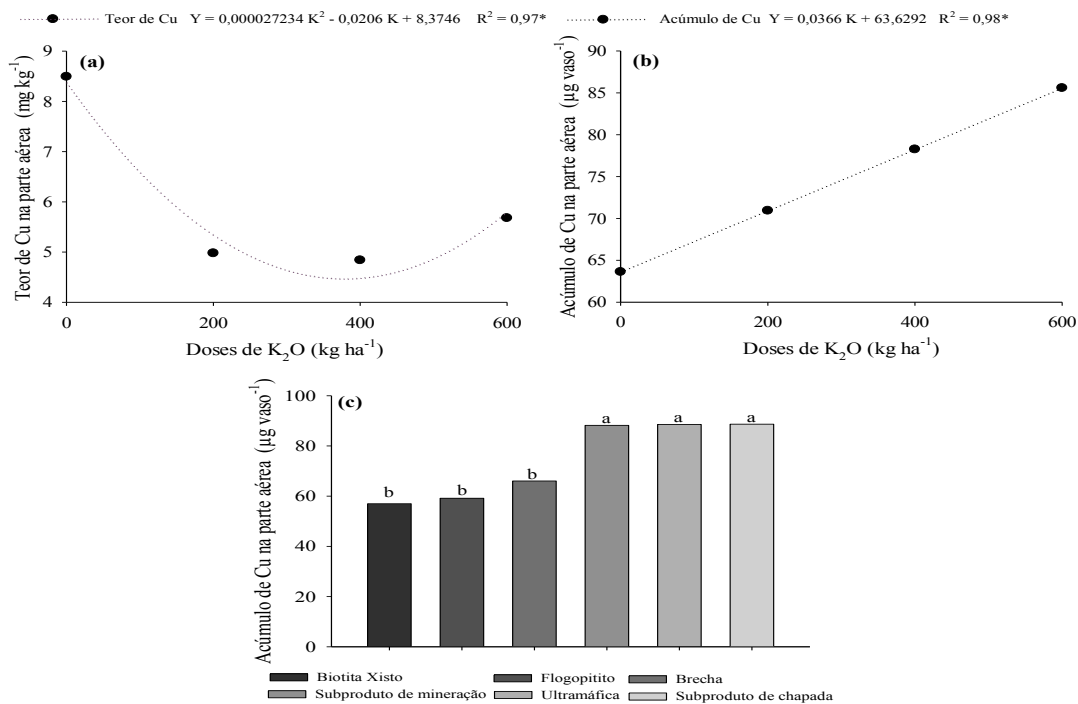 Teor de Cu Y = 0,000027234 K² - 0,0206 K + 8,3746 R² = 0,97*
(a)
Teor de Cu na parte aérea (mg kg⁻¹)
9
8
7
6
5
4
0 200 400 600
Doses de K₂O (kg ha⁻¹)
Acúmulo de Cu Y = 0,0366 K + 63,6292 R² = 0,98*
(b)
Acúmulo de Cu na parte aérea (µg vaso⁻¹)
90
85
80
75
70
65
60
0 200 400 600
Doses de K₂O (kg ha⁻¹)
(c)
Acúmulo de Cu na parte aérea (µg vaso⁻¹)
100
80
60
40
20
0
b b b a a a
Biotita Xisto Flogopitito Brecha
Subproduto de mineração Ultramáfica Subproduto de chapada